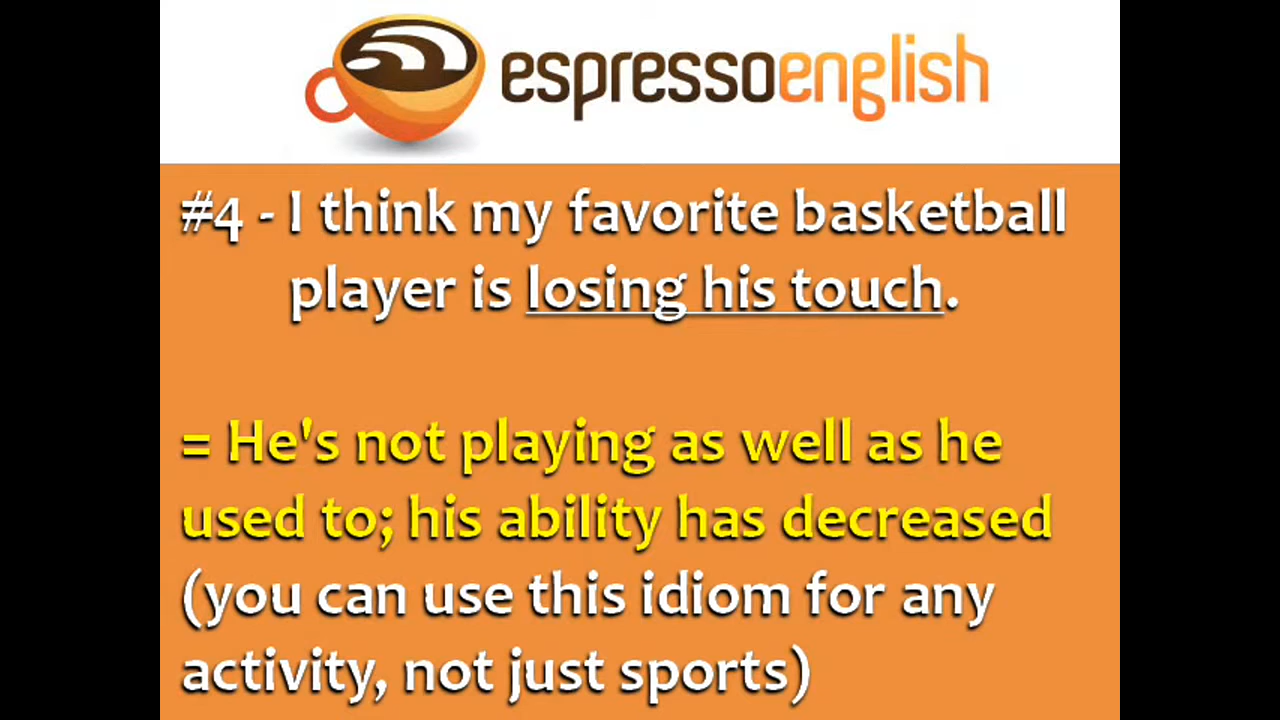 espressoenglish
#4 - I think my favorite basketball
player is losing his touch.
= He's not playing as well as he
used to; his ability has decreased
(you can use this idiom for any
activity, not just sports)